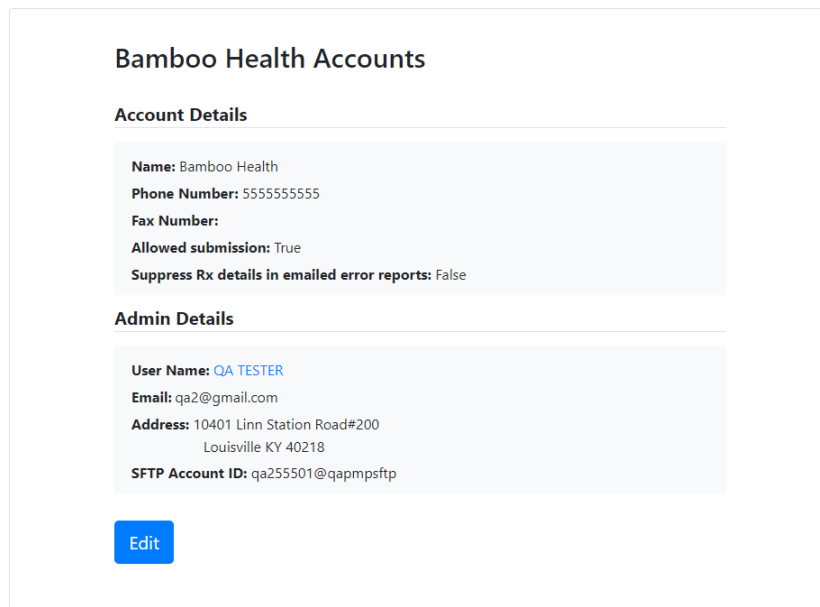 Bamboo Health Accounts
Account Details
Name: Bamboo Health
Phone Number: 5555555555
Fax Number:
Allowed submission: True
Suppress Rx details in emailed error reports: False
Admin Details
User Name: QA TESTER
Email: qa2@gmail.com
Address: 10401 Linn Station Road#200
Louisville KY 40218
SFTP Account ID: qa255501@qapmpsftp
Edit